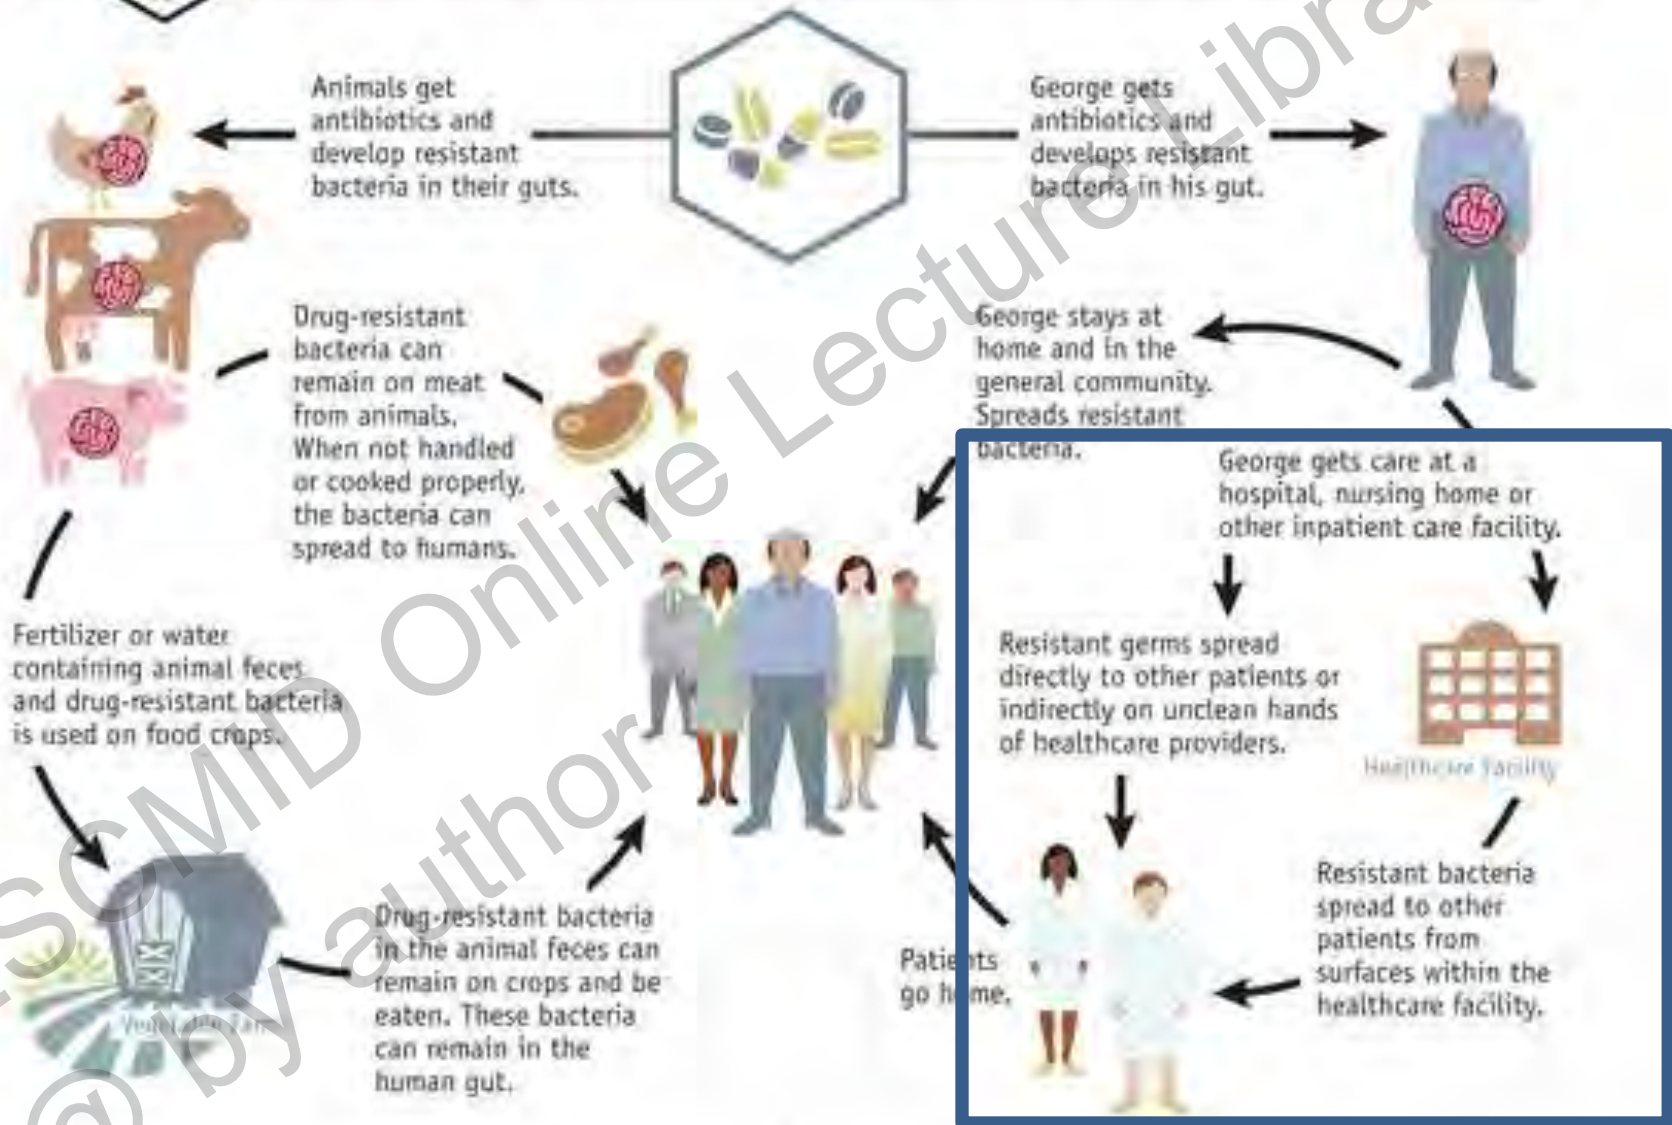 Animals get
antibiotics and
develop resistant
bacteria in their guts.
George gets
antibiotics and
develops resistant
bacteria in his gut.
Drug-resistant
bacteria can
remain on meat
from animals.
When not handled
or cooked properly,
the bacteria can
spread to humans.
George stays at
home and in the
general community.
Spreads resistant
bacteria.
George gets care at a
hospital, nursing home or
other inpatient care facility.
Fertilizer or water
containing animal feces
and drug-resistant bacteria
is used on food crops.
Resistant germs spread
directly to other patients or
indirectly on unclean hands
of healthcare providers.
Healthcare Facility
Vegetable Farm
Drug-resistant bacteria
in the animal feces can
remain on crops and be
eaten. These bacteria
can remain in the
human gut.
Patients
go home.
Resistant bacteria
spread to other
patients from
surfaces within the
healthcare facility.
ESCMID Online Lecture Library
@ by author